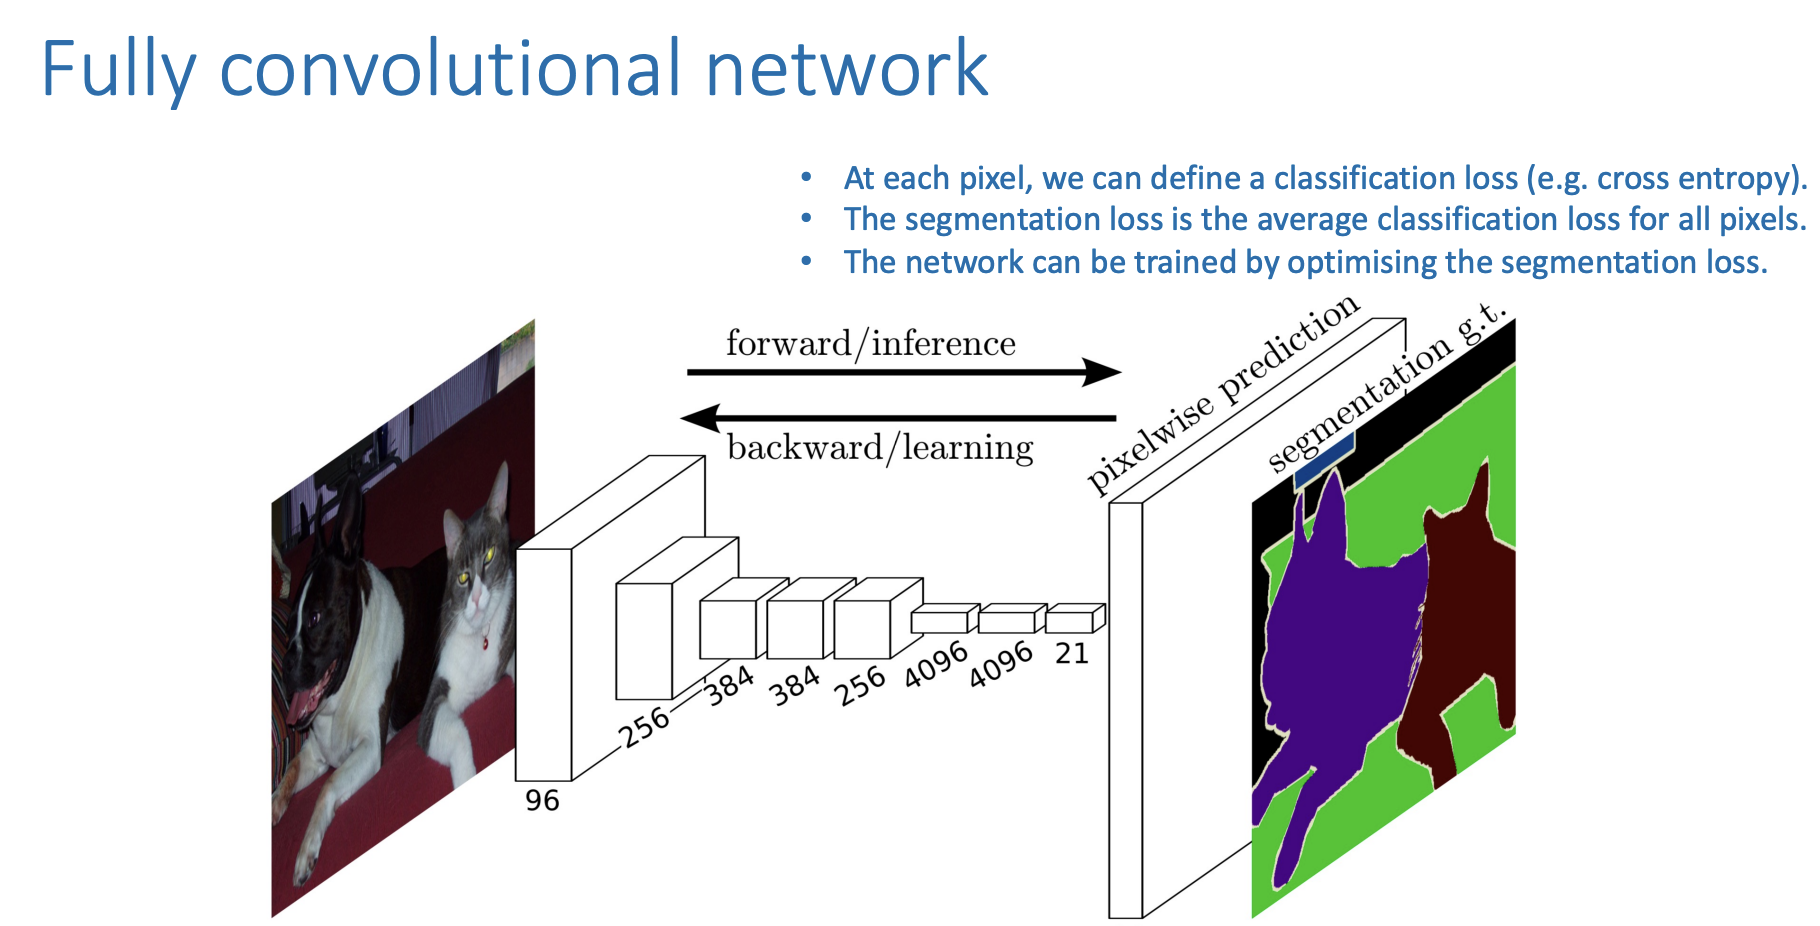 Fully convolutional network
• At each pixel, we can define a classification loss (e.g. cross entropy).
• The segmentation loss is the average classification loss for all pixels.
• The network can be trained by optimising the segmentation loss.
forward/inference
backward/learning
pixelwise prediction
segmentation g.t.
96
256
384
384
256
4096
4096
21